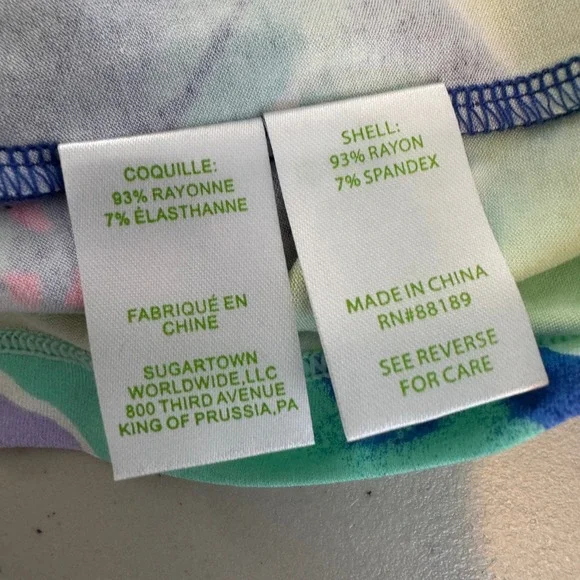 COQUILLE:
93% RAYONNE
7% ÉLASTHANNE
FABRIQUÉ EN
CHINE
SUGARTOWN
WORLDWIDE,LLC
800 THIRD AVENUE
KING OF PRUSSIA,PA
SHELL:
93% RAYON
7% SPANDEX
MADE IN CHINA
RN#88189
SEE REVERSE
FOR CARE